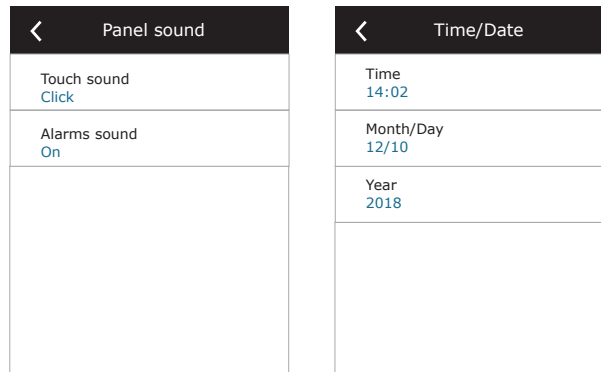 Panel sound
Touch sound
Click
Alarms sound
On
Time/Date
Time
14:02
Month/Day
12/10
Year
2018